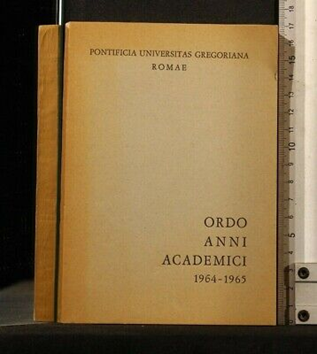 PONTIFICIA UNIVERSITAS GREGORIANA
ROMAE
ORDO
ANNI
ACADEMICI
1964-1965